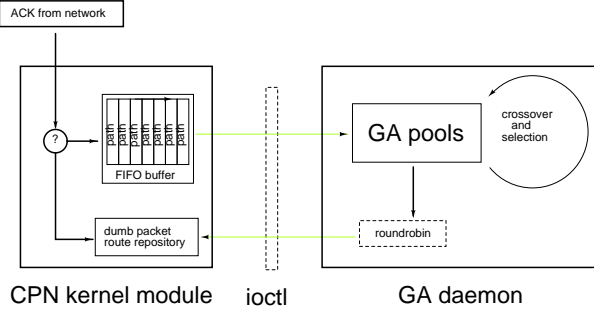 ACK from network
?
path path path path path path path
FIFO buffer
dumb packet
route repository
GA pools
crossover
and
selection
roundrobin
CPN kernel module
ioctl
GA daemon